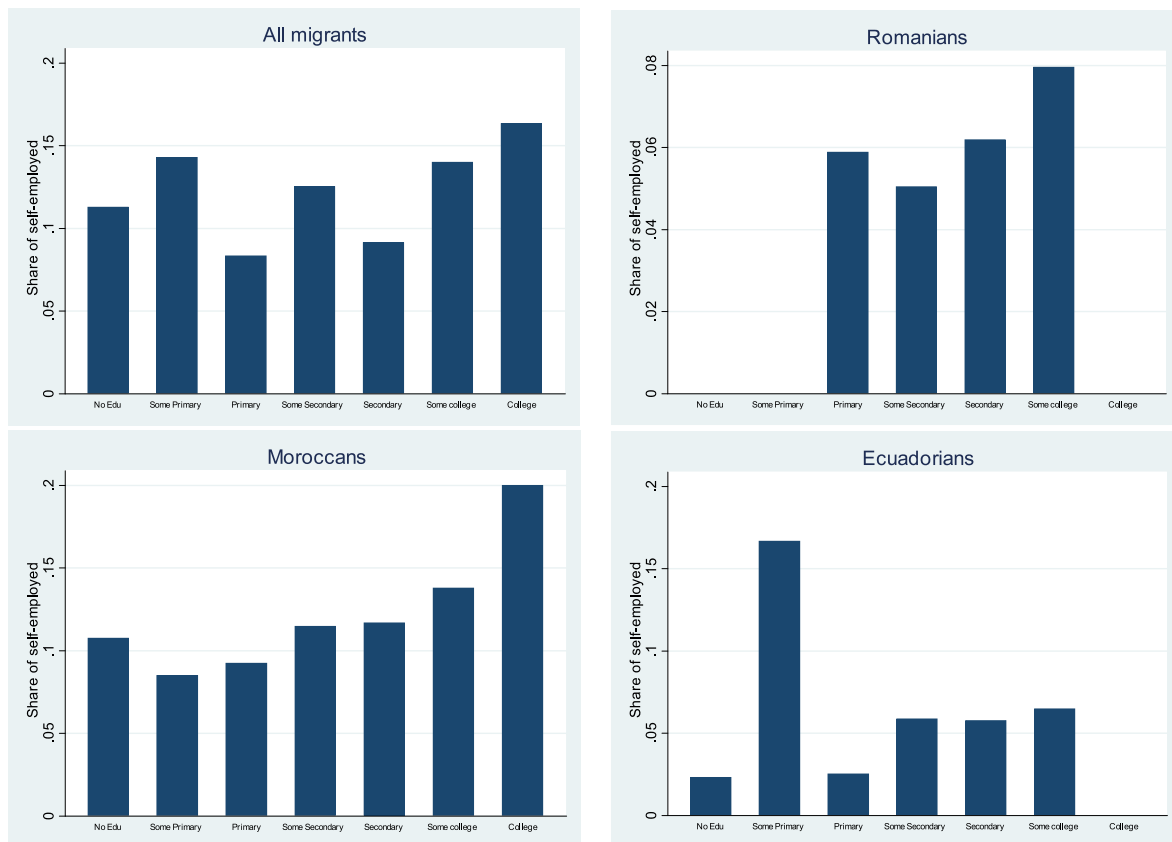 All migrants
Share of self-employed
.2
.15
.1
.05
0
No Edu Some Primary Primary Some Secondary Secondary Some college College
Romanians
Share of self-employed
.08
.06
.04
.02
0
No Edu Some Primary Primary Some Secondary Secondary Some college College
Moroccans
Share of self-employed
.2
.15
.1
.05
0
No Edu Some Primary Primary Some Secondary Secondary Some college College
Ecuadorians
Share of self-employed
.2
.15
.1
.05
0
No Edu Some Primary Primary Some Secondary Secondary Some college College